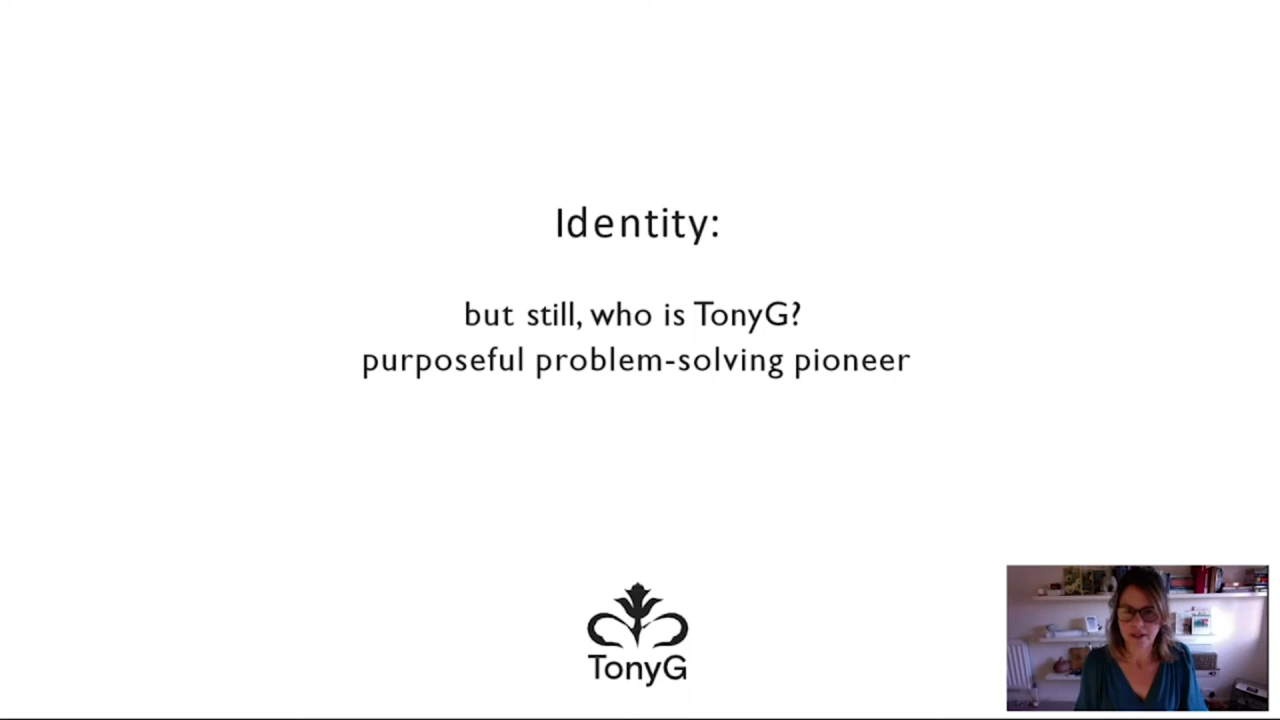 Identity:
but still, who is TonyG?
purposeful problem-solving pioneer
TonyG